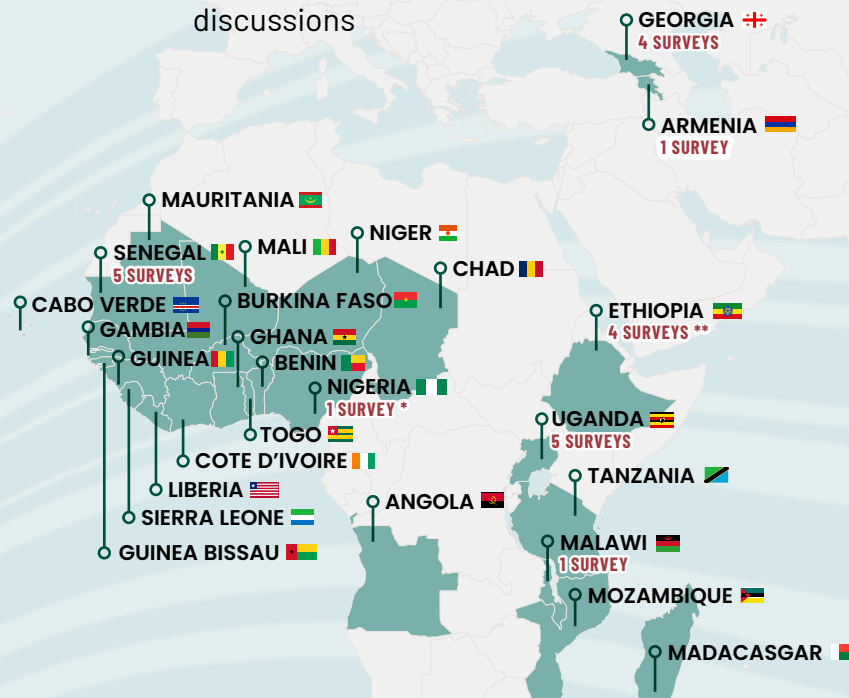 discussions
GEORGIA
4 SURVEYS
ARMENIA
1 SURVEY
MAURITANIA
NIGER
SENEGAL
5 SURVEYS
MALI
CHAD
CABO VERDE
BURKINA FASO
ETHIOPIA
4 SURVEYS **
GAMBIA
GHANA
GUINEA
BENIN
NIGERIA
1 SURVEY *
UGANDA
5 SURVEYS
TOGO
COTE D'IVOIRE
TANZANIA
LIBERIA
ANGOLA
SIERRA LEONE
MALAWI
1 SURVEY
GUINEA BISSAU
MOZAMBIQUE
MADACASGAR